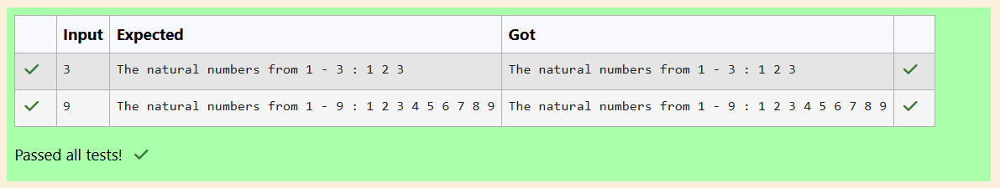 Input Expected Got
3 The natural numbers from 1 - 3 : 1 2 3 The natural numbers from 1 - 3 : 1 2 3
9 The natural numbers from 1 - 9 : 1 2 3 4 5 6 7 8 9 The natural numbers from 1 - 9 : 1 2 3 4 5 6 7 8 9
Passed all tests!